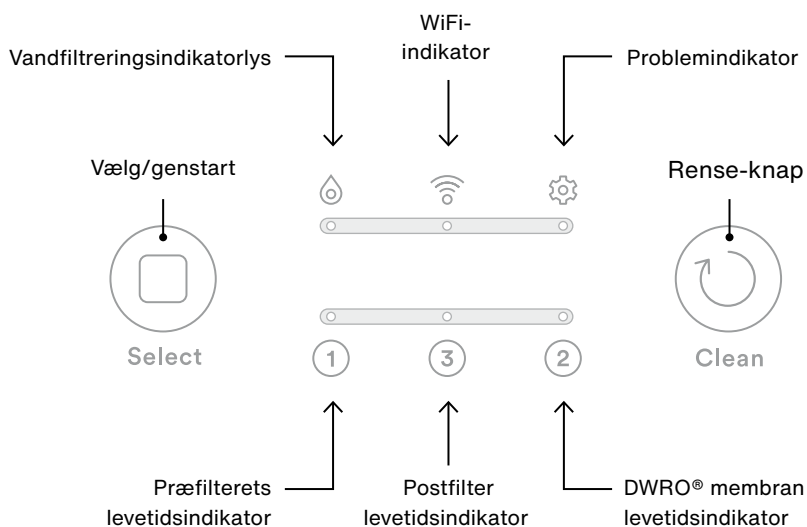 WiFi-
indikator
Vandfiltreringsindikatorlys
Problemindikator
Vælg/genstart
Rense-knap
Select
1
3
2
Clean
Præfilterets
levetidsindikator
Postfilter
levetidsindikator
DWRO® membran
levetidsindikator